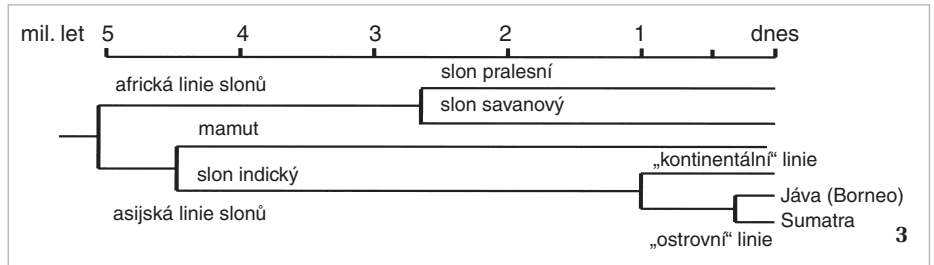 mil. let 5 4 3 2 1 dnes
slon pralesní
africká linie slonů
slon savanový
mamut
„kontinentální“ linie
slon indický
Jáva (Borneo)
asijská linie slonů
Sumatra
„ostrovní“ linie
3